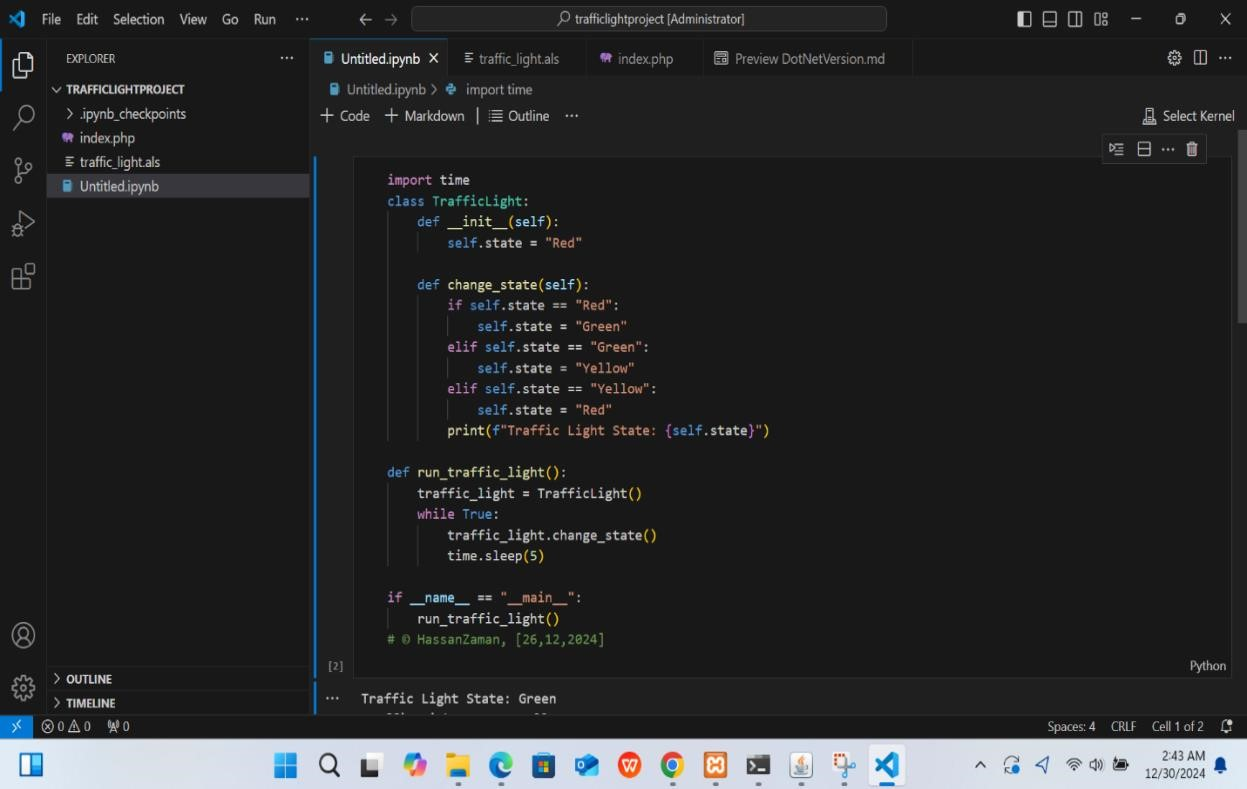 File Edit Selection View Go Run ···
trafficlightproject [Administrator]
EXPLORER ···
TRAFFICLIGHTPROJECT
.ipynb_checkpoints
index.php
traffic_light.als
Untitled.ipynb
OUTLINE
TIMELINE
Untitled.ipynb traffic_light.als index.php Preview DotNetVersion.md
Untitled.ipynb > import time
+ Code + Markdown | Outline ···
Select Kernel
import time
class TrafficLight:
    def __init__(self):
        self.state = "Red"
    def change_state(self):
        if self.state == "Red":
            self.state = "Green"
        elif self.state == "Green":
            self.state = "Yellow"
        elif self.state == "Yellow":
            self.state = "Red"
        print(f"Traffic Light State: {self.state}")
def run_traffic_light():
    traffic_light = TrafficLight()
    while True:
        traffic_light.change_state()
        time.sleep(5)
if __name__ == "__main__":
    run_traffic_light()
# © HassanZaman, [26,12,2024]
[2]
Python
··· Traffic Light State: Green
0 0 0
Spaces: 4 CRLF Cell 1 of 2
2:43 AM
12/30/2024